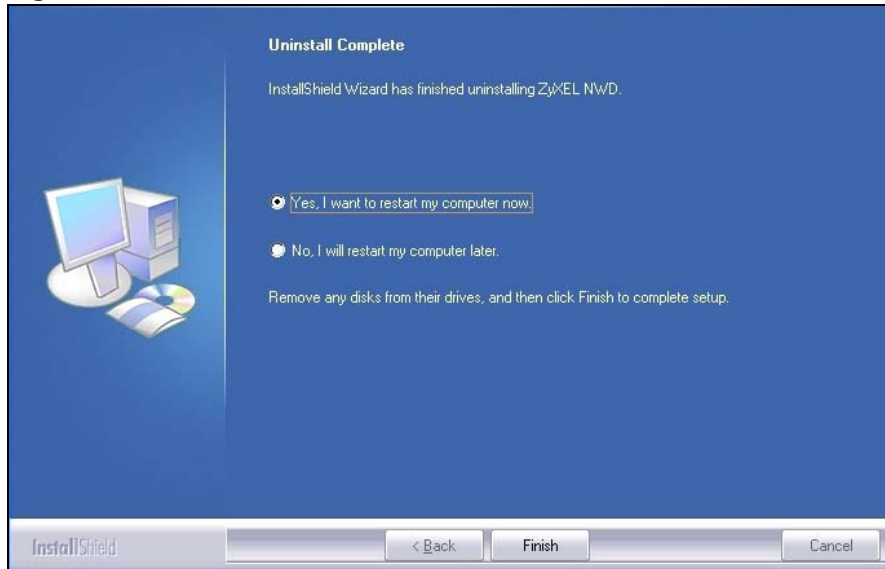 Uninstall Complete
InstallShield Wizard has finished uninstalling ZyXEL NWD.
Yes, I want to restart my computer now.
No, I will restart my computer later.
Remove any disks from their drives, and then click Finish to complete setup.
InstallShield
< Back
Finish
Cancel